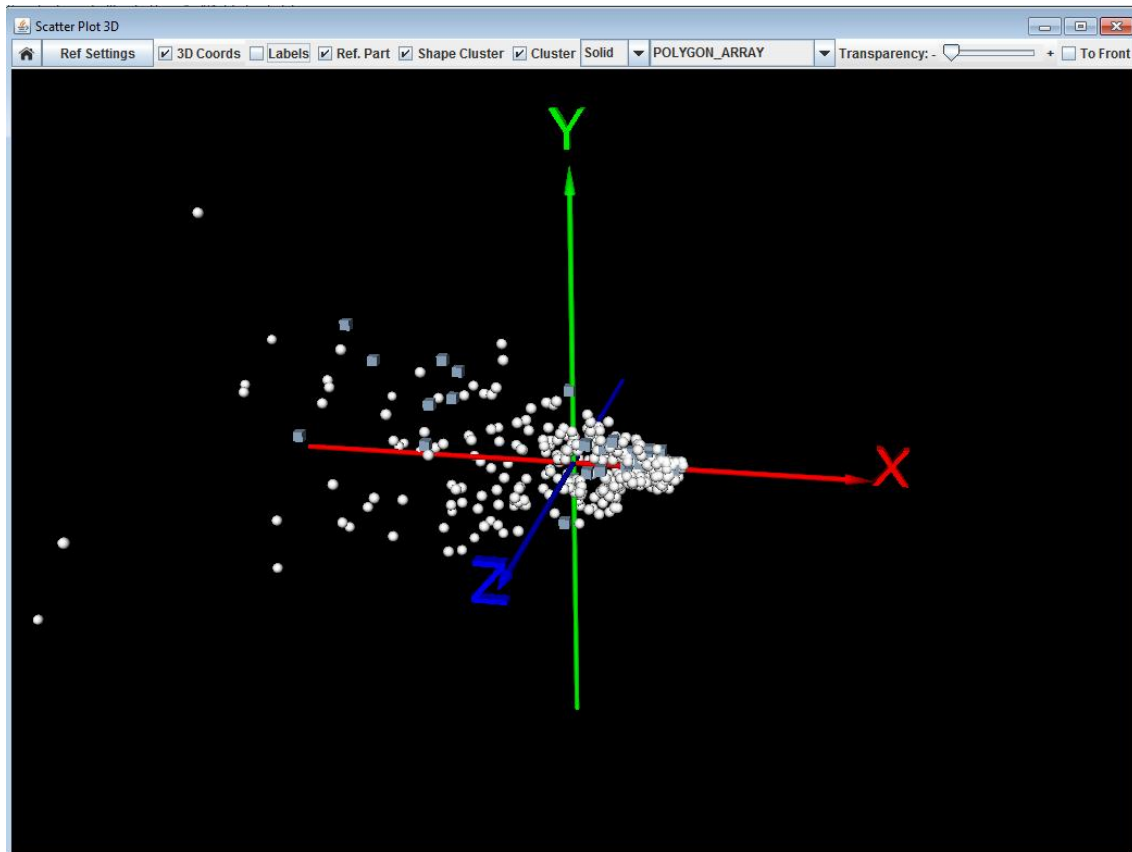 Scatter Plot 3D
Ref Settings 3D Coords Labels Ref. Part Shape Cluster Cluster Solid POLYGON_ARRAY Transparency: - + To Front
Y
X
Z